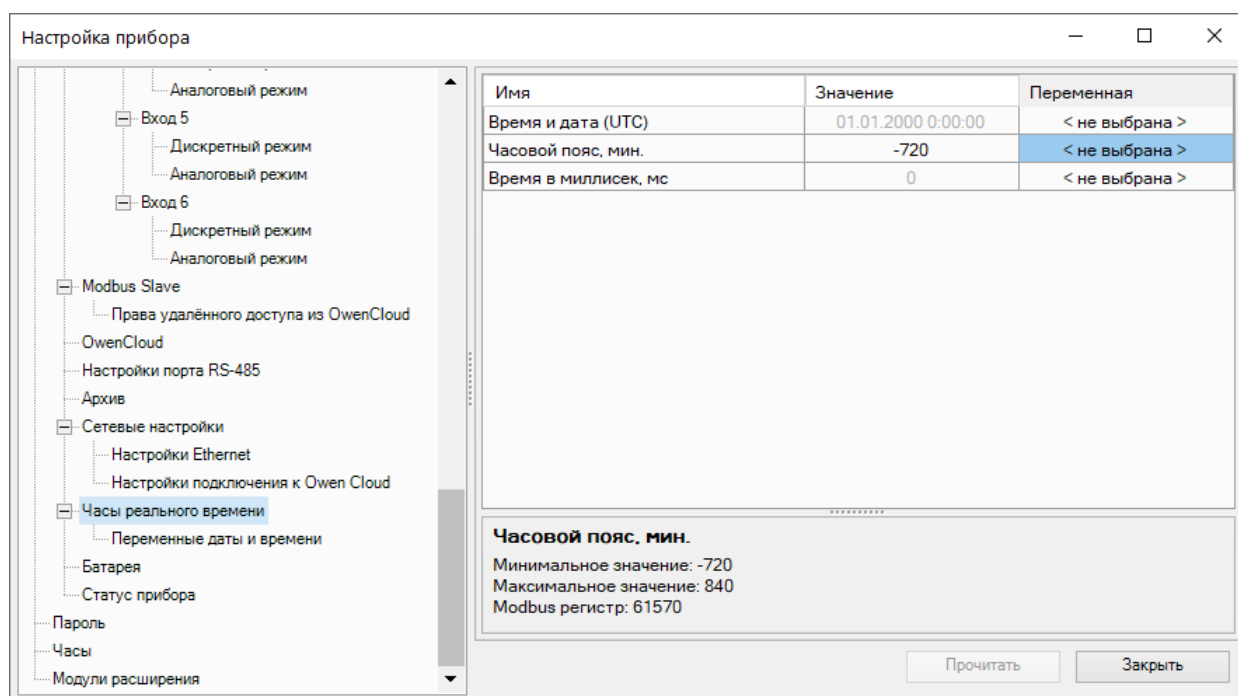 Настройка прибора
Аналоговый режим
Вход 5
Дискретный режим
Аналоговый режим
Вход 6
Дискретный режим
Аналоговый режим
Modbus Slave
Права удалённого доступа из OwenCloud
OwenCloud
Настройки порта RS-485
Архив
Сетевые настройки
Настройки Ethernet
Настройки подключения к Owen Cloud
Часы реального времени
Переменные даты и времени
Батарея
Статус прибора
Пароль
Часы
Модули расширения
Имя Значение Переменная
Время и дата (UTC) 01.01.2000 0:00:00 < не выбрана >
Часовой пояс, мин. -720 < не выбрана >
Время в миллисек, мс 0 < не выбрана >
Часовой пояс, мин.
Минимальное значение: -720
Максимальное значение: 840
Modbus регистр: 61570
Прочитать Закрыть